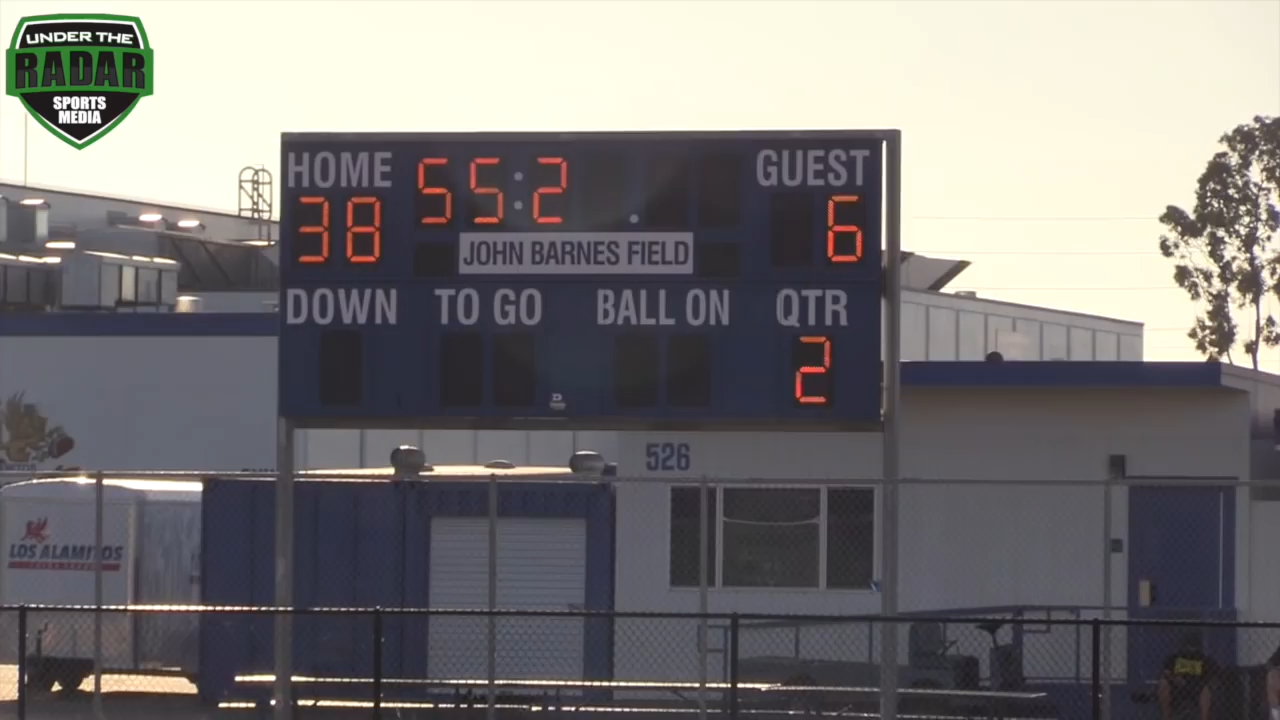 UNDER THE
RADAR
SPORTS
MEDIA
HOME 55:2 GUEST
38 6
JOHN BARNES FIELD
DOWN TO GO BALL ON QTR
2
D
526
LOS ALAMITOS